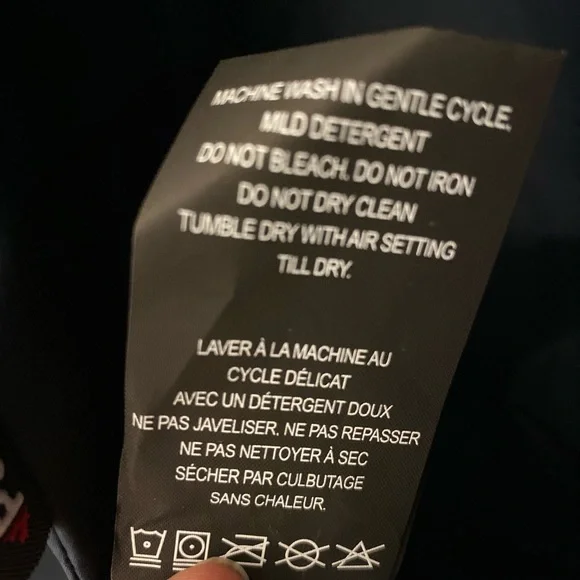 MACHINE WASH IN GENTLE CYCLE.
MILD DETERGENT
DO NOT BLEACH. DO NOT IRON
DO NOT DRY CLEAN
TUMBLE DRY WITH AIR SETTING
TILL DRY.
LAVER À LA MACHINE AU
CYCLE DÉLICAT
AVEC UN DÉTERGENT DOUX
NE PAS JAVELISER. NE PAS REPASSER
NE PAS NETTOYER À SEC
SÉCHER PAR CULBUTAGE
SANS CHALEUR.